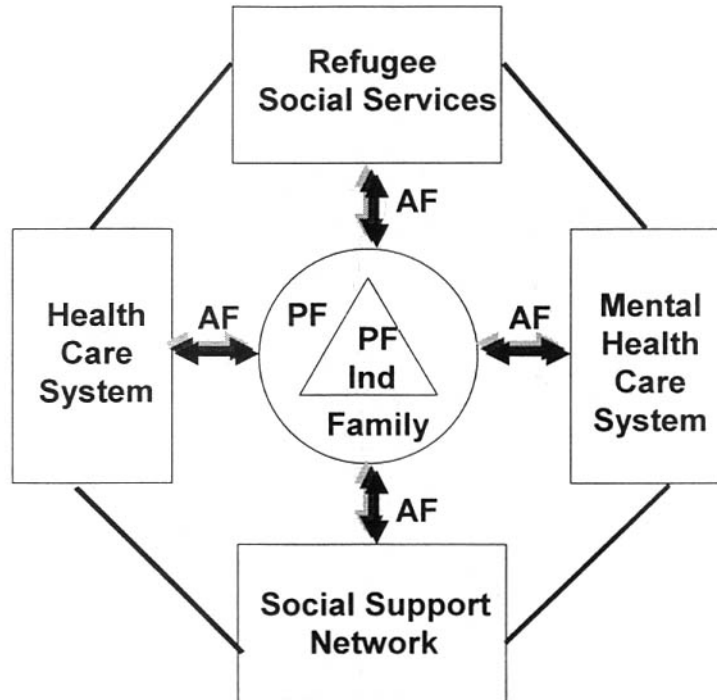 Refugee
Social Services
AF
Health
Care
System
AF
PF
PF
Ind
Family
AF
Mental
Health
Care
System
AF
Social Support
Network